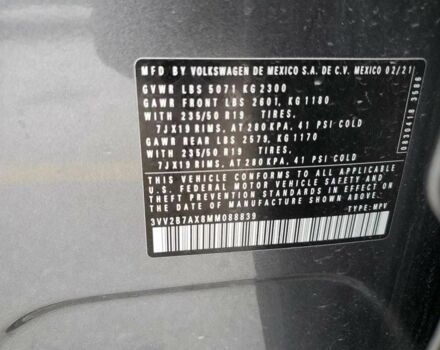 MFD BY VOLKSWAGEN DE MEXICO S.A. DE C.V. MEXICO 02/21
GVWR LBS 5071 KG 2300
GAWR FRONT LBS 2601, KG 1180
WITH 235/50 R19 TIRES,
7JX19 RIMS, AT 280 KPA, 41 PSI COLD
GAWR REAR LBS 2579, KG 1170
WITH 235/50 R19 TIRES,
7JX19 RIMS, AT 280 KPA, 41 PSI COLD
THIS VEHICLE CONFORMS TO ALL APPLICABLE
U.S. FEDERAL MOTOR VEHICLE SAFETY AND
THEFT PREVENTION STANDARDS IN EFFECT ON
THE DATE OF MANUFACTURE SHOWN ABOVE.
3VV2B7AX8MM088839 TYPE: MPV
0830418 3586